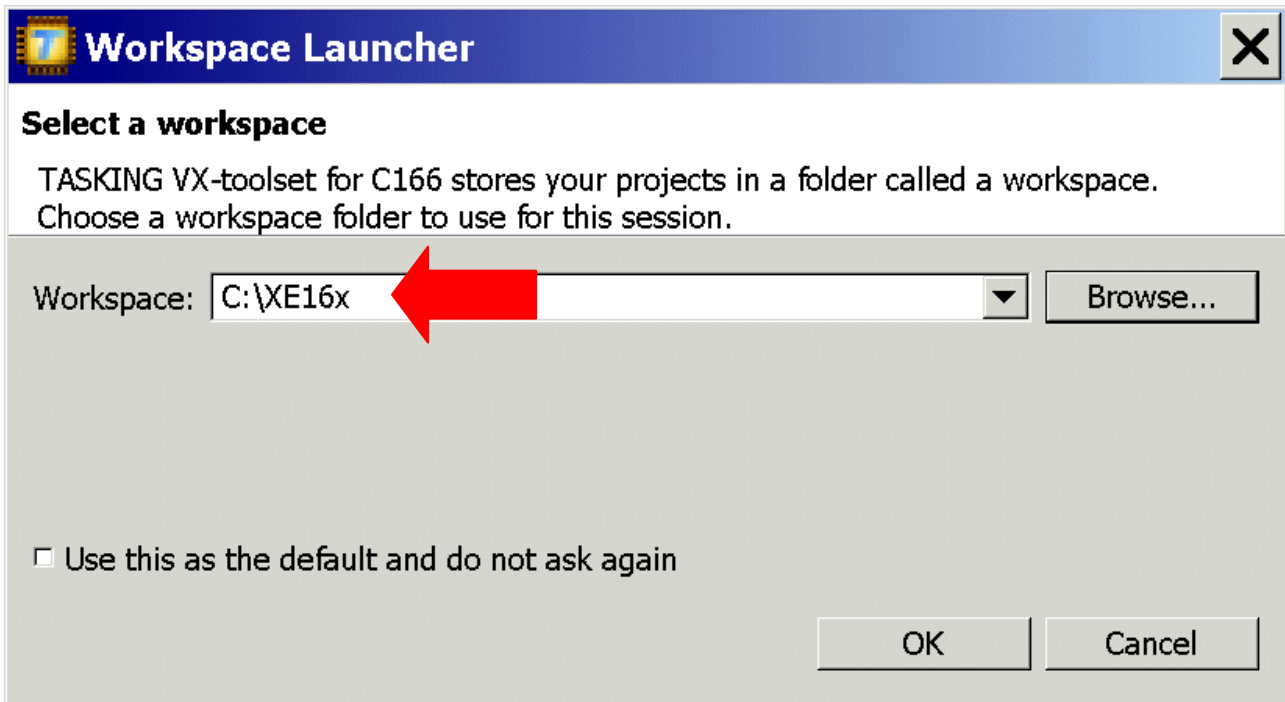 Workspace Launcher
Select a workspace
TASKING VX-toolset for C166 stores your projects in a folder called a workspace.
Choose a workspace folder to use for this session.
Workspace: C:\XE16x Browse...
Use this as the default and do not ask again
OK Cancel